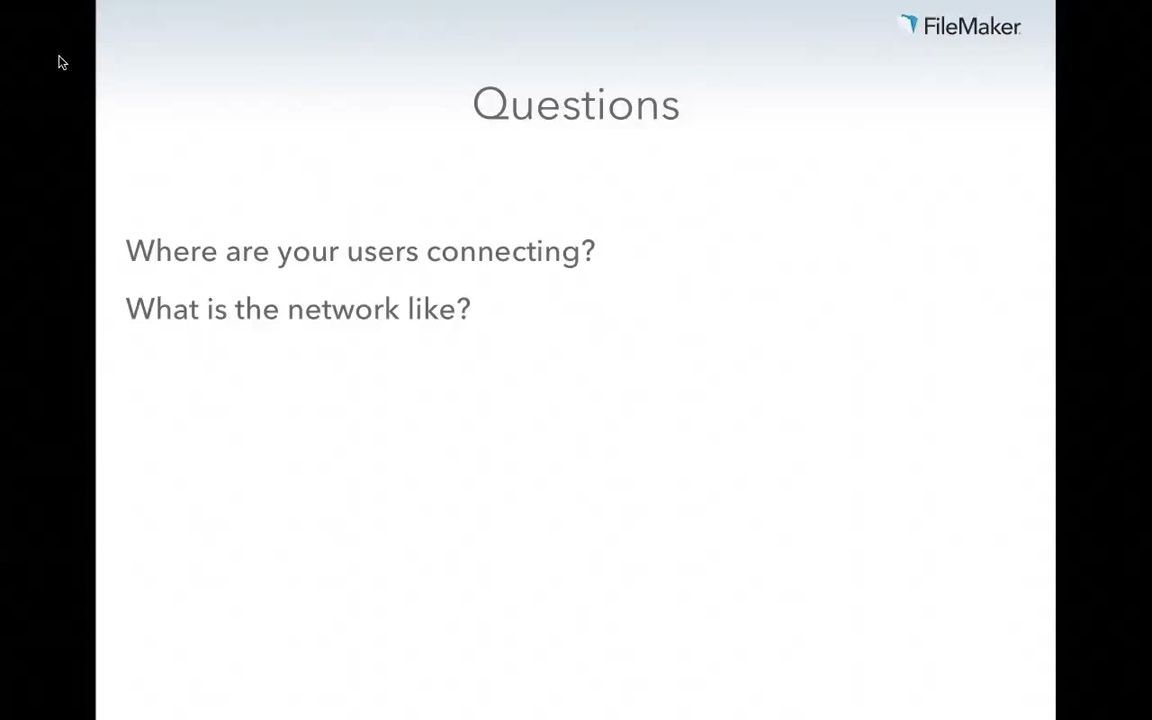 FileMaker
Questions
Where are your users connecting?
What is the network like?